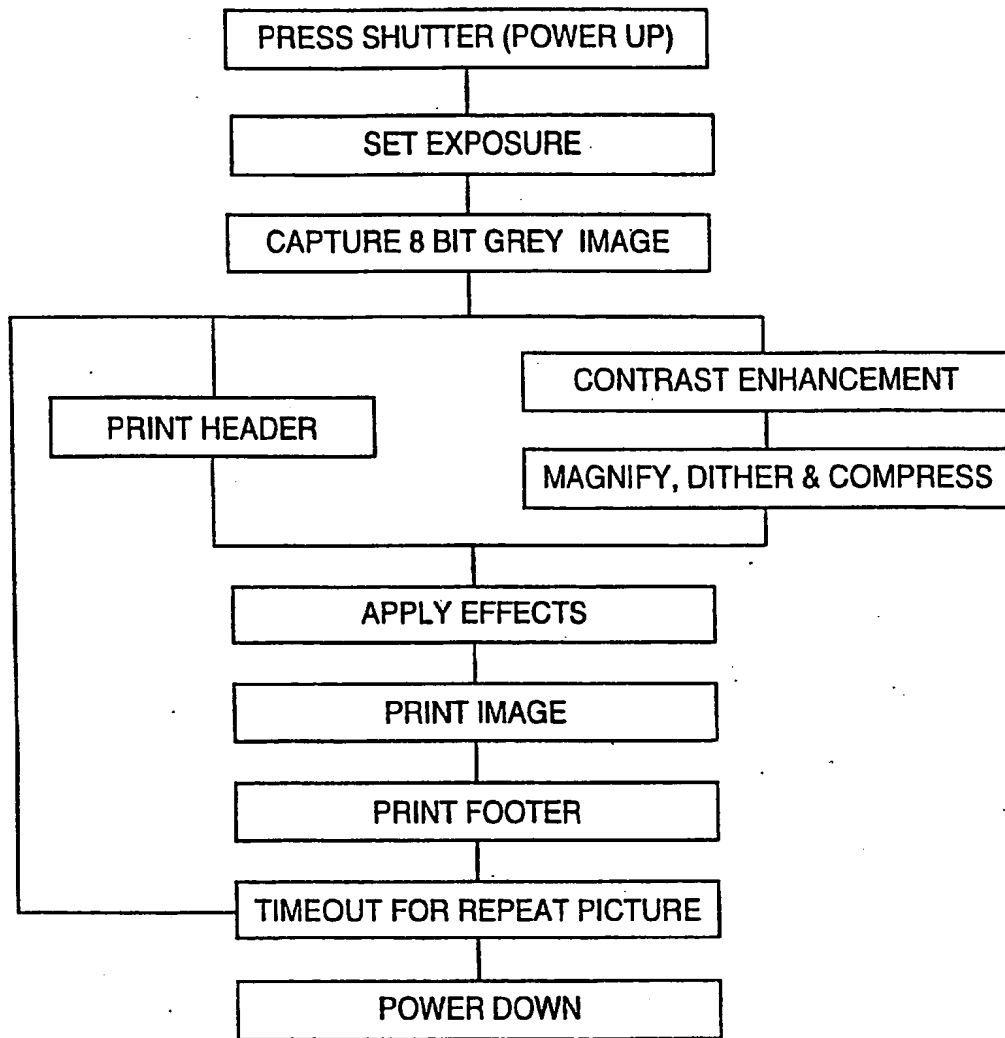 PRESS SHUTTER (POWER UP)
SET EXPOSURE
CAPTURE 8 BIT GREY IMAGE
CONTRAST ENHANCEMENT
PRINT HEADER
MAGNIFY, DITHER & COMPRESS
APPLY EFFECTS
PRINT IMAGE
PRINT FOOTER
TIMEOUT FOR REPEAT PICTURE
POWER DOWN